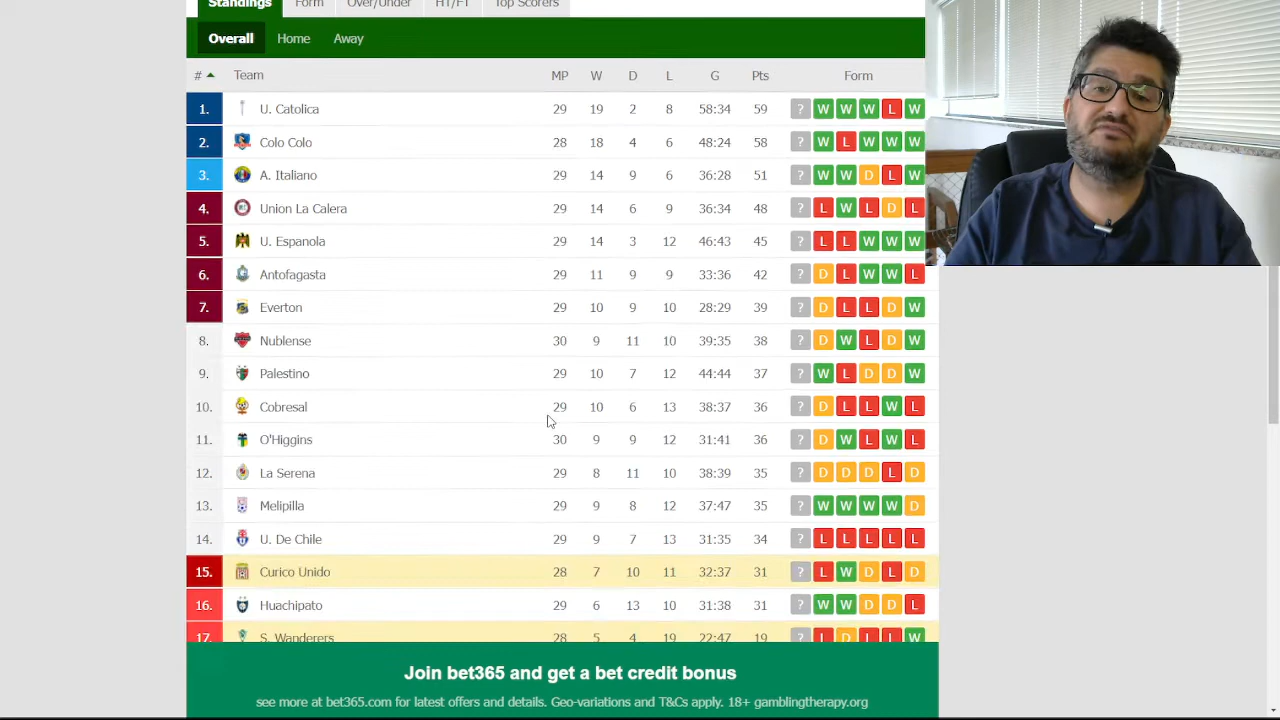 Standings Form Over/Under HT/FT Top Scorers
Overall Home Away
# Team MP W D L G Pts Form
1. U. Catolica 29 19 2 8 58:34 59 ? W W W L W
2. Colo Colo 28 18 4 6 48:24 58 ? W L W W W
3. A. Italiano 29 14 9 6 36:28 51 ? W W D L W
4. Union La Calera 29 14 6 9 36:34 48 ? L W L D L
5. U. Espanola 29 14 3 12 46:43 45 ? L L W W W
6. Antofagasta 29 11 9 9 33:36 42 ? D L W W L
7. Everton 29 10 9 10 28:29 39 ? D L L D W
8. Nublense 30 9 11 10 39:35 38 ? D W L D W
9. Palestino 29 10 7 12 44:44 37 ? W L D D W
10. Cobresal 29 10 6 13 38:37 36 ? D L L W L
11. O'Higgins 30 9 9 12 31:41 36 ? D W L W L
12. La Serena 29 8 11 10 38:39 35 ? D D D L D
13. Melipilla 29 9 8 12 37:47 35 ? W W W W D
14. U. De Chile 29 9 7 13 31:35 34 ? L L L L L
15. Curico Unido 28 7 10 11 32:37 31 ? L W D L D
16. Huachipato 29 6 13 10 31:38 31 ? W W D D L
17. S. Wanderers 28 5 4 19 22:47 19 ? L D L L W
Join bet365 and get a bet credit bonus
see more at bet365.com for latest offers and details. Geo-variations and T&Cs apply. 18+ gamblingtherapy.org